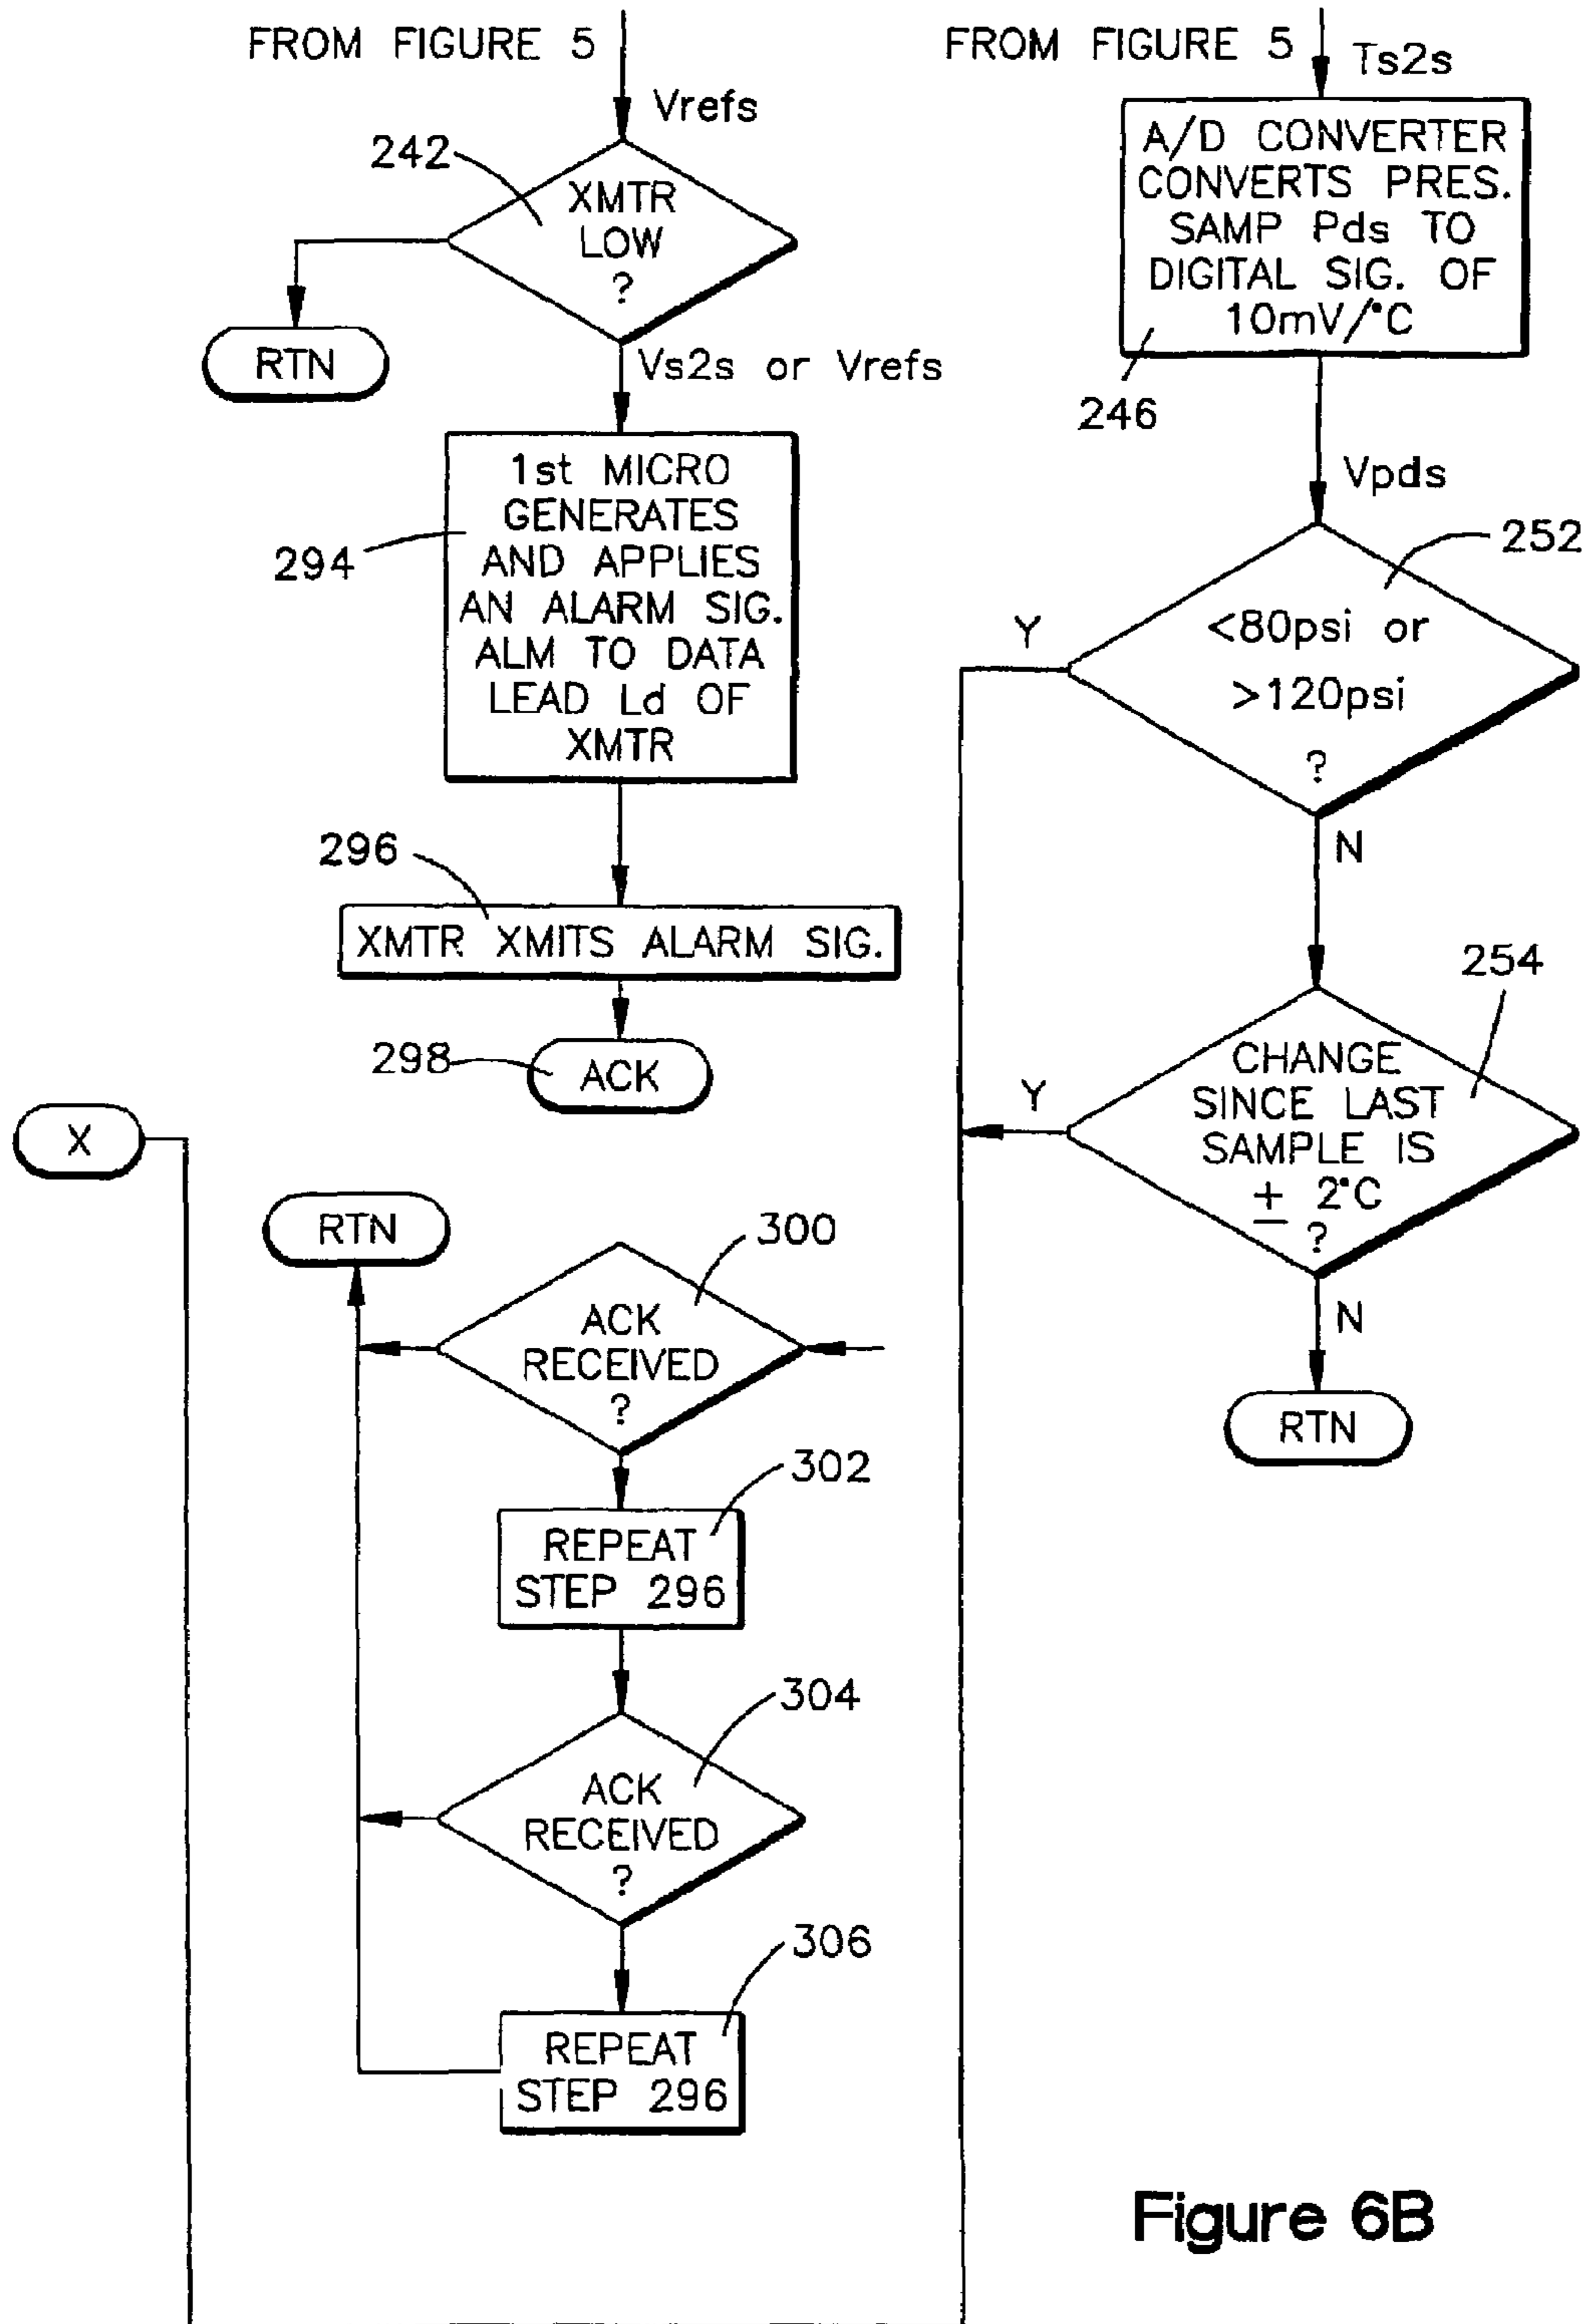 FROM FIGURE 5
Vrefs
242
XMTR
LOW
?
RTN
Vs2s or Vrefs
294
1st MICRO
GENERATES
AND APPLIES
AN ALARM SIG.
ALM TO DATA
LEAD Ld OF
XMTR
296
XMTR XMITS ALARM SIG.
298
ACK
X
RTN
300
ACK
RECEIVED
?
302
REPEAT
STEP 296
304
ACK
RECEIVED
?
306
REPEAT
STEP 296
FROM FIGURE 5
Ts2s
A/D CONVERTER
CONVERTS PRES.
SAMP Pds TO
DIGITAL SIG. OF
10mV/°C
246
Vpds
252
<80psi or
>120psi
?
Y
N
254
CHANGE
SINCE LAST
SAMPLE IS
± 2°C
?
Y
N
RTN
Figure 6B